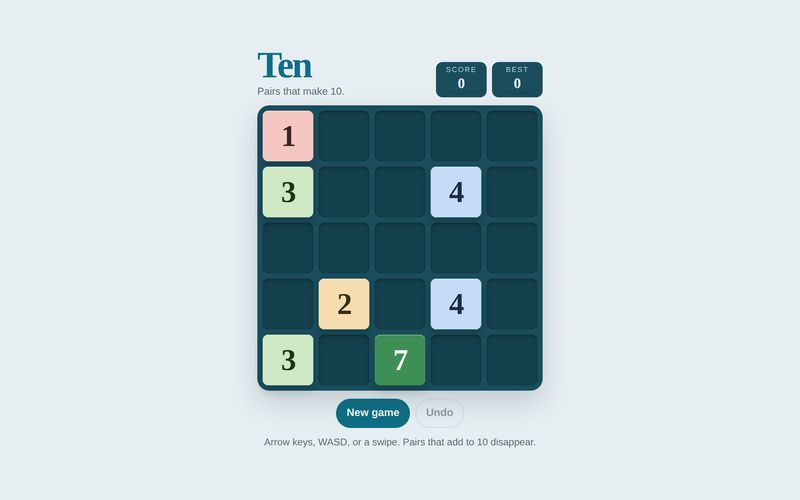 Ten
Pairs that make 10.
SCORE
0
BEST
0
1
3 4
2 4
3 7
New game Undo
Arrow keys, WASD, or a swipe. Pairs that add to 10 disappear.